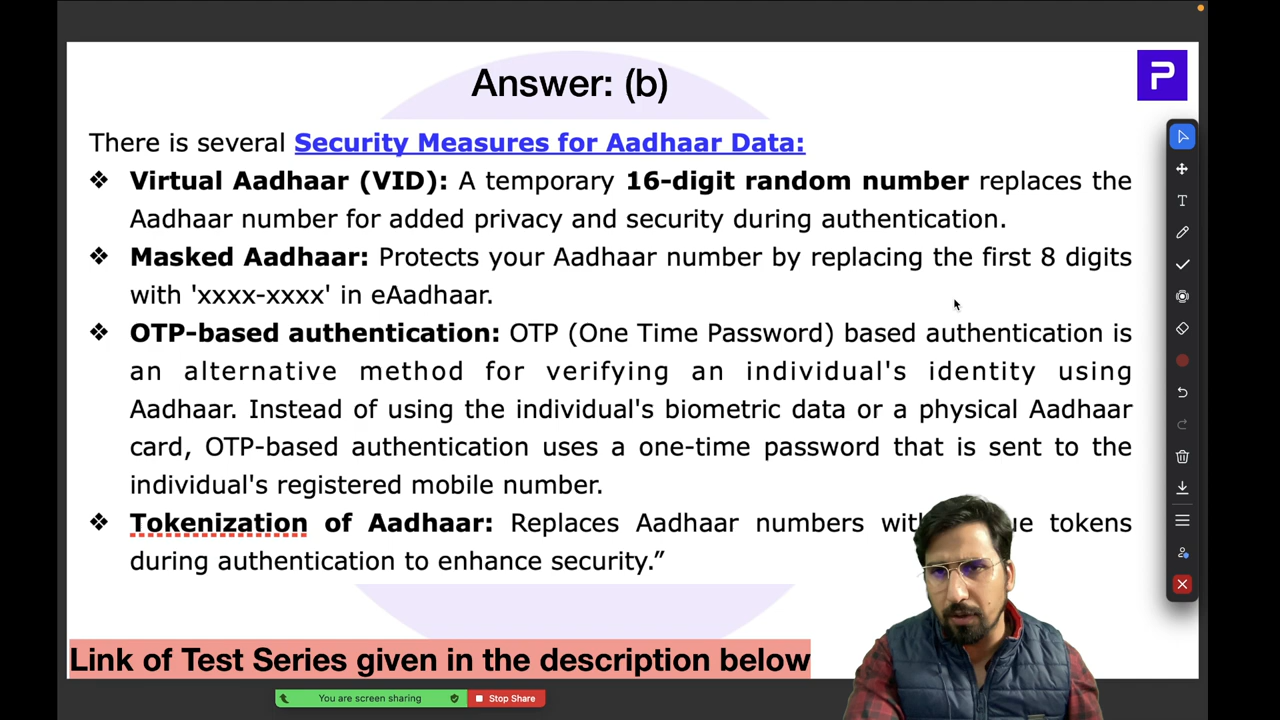 Answer: (b)
P
There is several Security Measures for Aadhaar Data:
❖ Virtual Aadhaar (VID): A temporary 16-digit random number replaces the
Aadhaar number for added privacy and security during authentication.
❖ Masked Aadhaar: Protects your Aadhaar number by replacing the first 8 digits
with 'xxxx-xxxx' in eAadhaar.
❖ OTP-based authentication: OTP (One Time Password) based authentication is
an alternative method for verifying an individual's identity using
Aadhaar. Instead of using the individual's biometric data or a physical Aadhaar
card, OTP-based authentication uses a one-time password that is sent to the
individual's registered mobile number.
❖ Tokenization of Aadhaar: Replaces Aadhaar numbers tokens
during authentication to enhance security.”
Link of Test Series given in the description below
You are screen sharing Stop Share